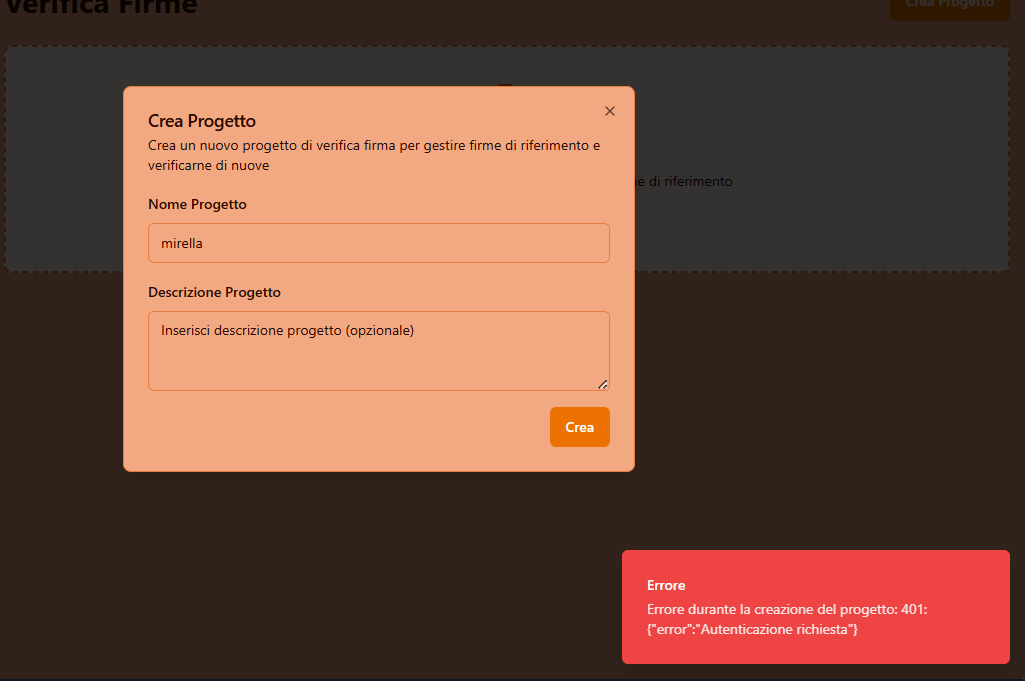 Verifica Firme
Crea Progetto
Crea Progetto
Crea un nuovo progetto di verifica firma per gestire firme di riferimento e
verificarne di nuove
e di riferimento
Nome Progetto
mirella
Descrizione Progetto
Inserisci descrizione progetto (opzionale)
Crea
Errore
Errore durante la creazione del progetto: 401:
{"error":"Autenticazione richiesta"}